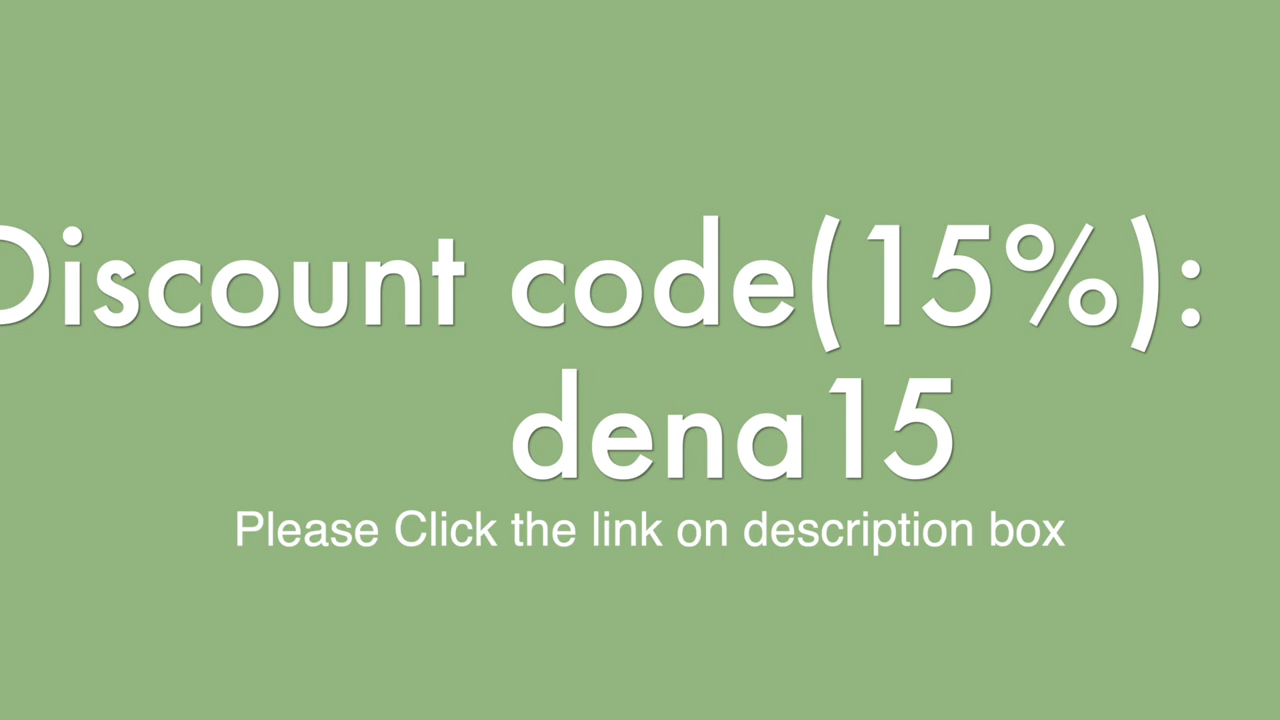 Discount code(15%):
dena15
Please Click the link on description box